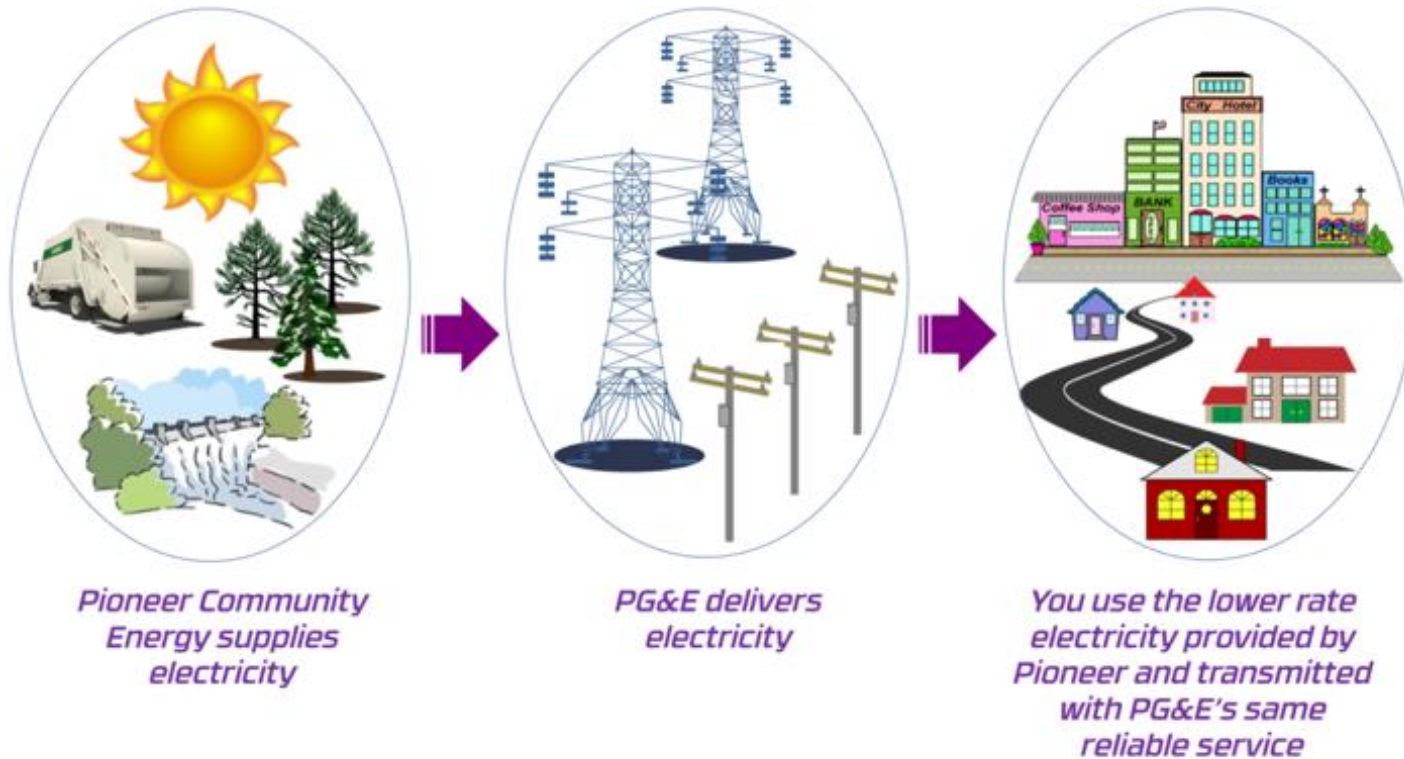 City Hotel
Coffee Shop
BANK
Books
Pioneer Community
Energy supplies
electricity
PG&E delivers
electricity
You use the lower rate
electricity provided by
Pioneer and transmitted
with PG&E's same
reliable service